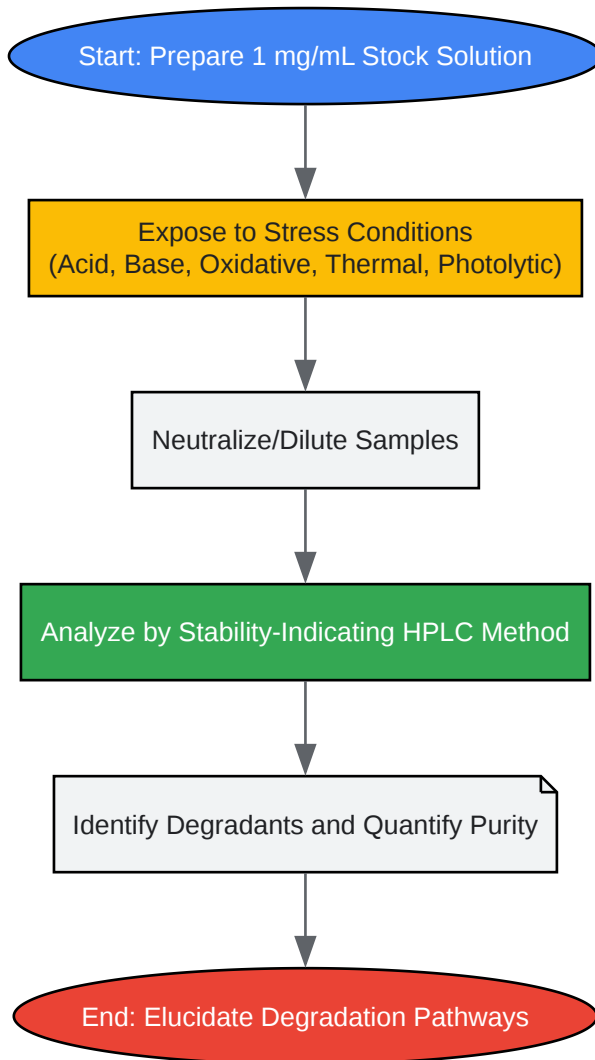 Start: Prepare 1 mg/mL Stock Solution
Expose to Stress Conditions
(Acid, Base, Oxidative, Thermal, Photolytic)
Neutralize/Dilute Samples
Analyze by Stability-Indicating HPLC Method
Identify Degradants and Quantify Purity
End: Elucidate Degradation Pathways